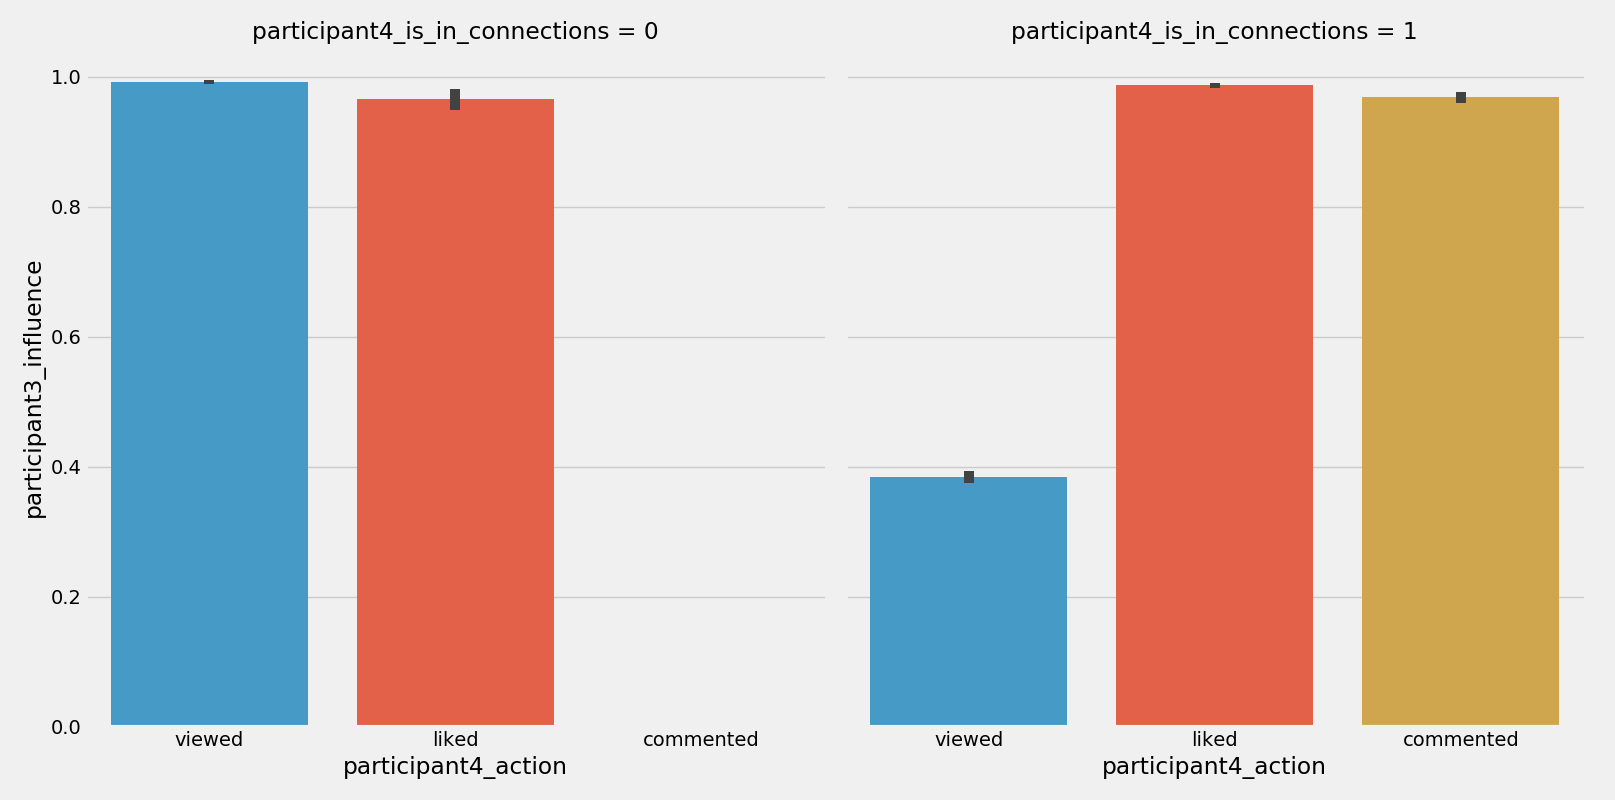 participant4_is_in_connections = 0
participant4_is_in_connections = 1
participant3_influence
1.0
0.8
0.6
0.4
0.2
0.0
viewed
liked
commented
viewed
liked
commented
participant4_action
participant4_action